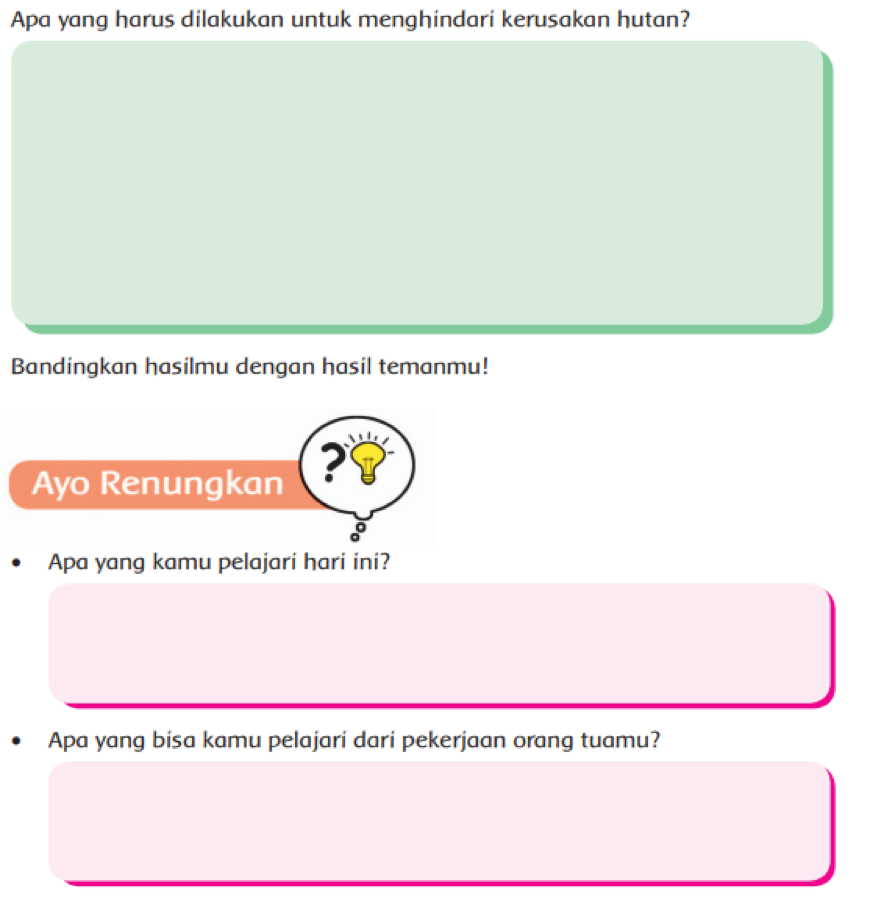 Apa yang harus dilakukan untuk menghindari kerusakan hutan?
Bandingkan hasilmu dengan hasil temanmu!
Ayo Renungkan
?
• Apa yang kamu pelajari hari ini?
• Apa yang bisa kamu pelajari dari pekerjaan orang tuamu?